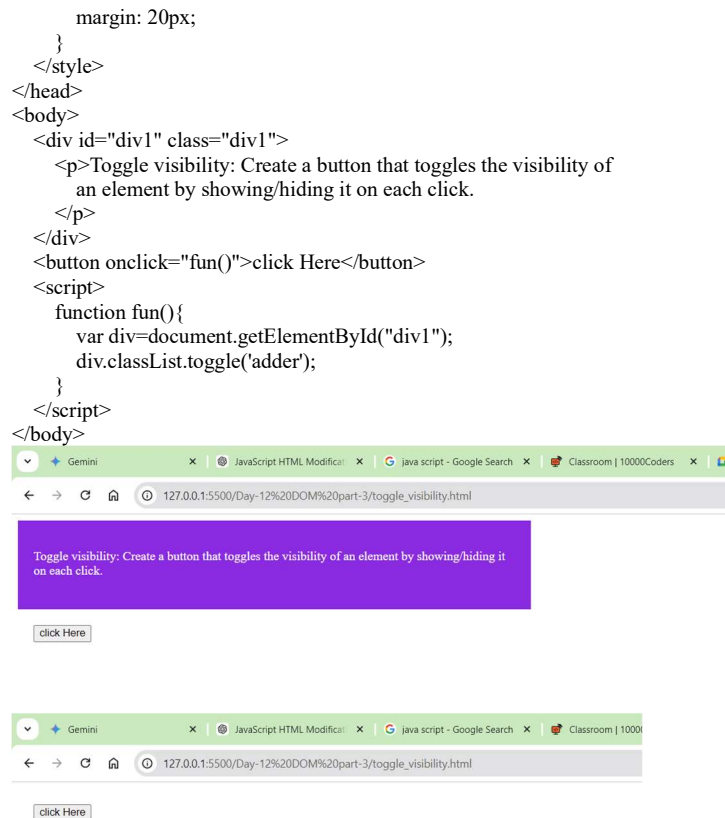 margin: 20px;
}
</style>
</head>
<body>
<div id="div1" class="div1">
<p>Toggle visibility: Create a button that toggles the visibility of
an element by showing/hiding it on each click.
</p>
</div>
<button onclick="fun()">click Here</button>
<script>
function fun(){
var div=document.getElementById("div1");
div.classList.toggle('adder');
}
</script>
</body>
Gemini JavaScript HTML Modificat java script - Google Search Classroom | 10000Coders
127.0.0.1:5500/Day-12%20DOM%20part-3/toggle_visibility.html
Toggle visibility: Create a button that toggles the visibility of an element by showing/hiding it
on each click.
click Here
Gemini JavaScript HTML Modificat java script - Google Search Classroom | 1000
127.0.0.1:5500/Day-12%20DOM%20part-3/toggle_visibility.html
click Here